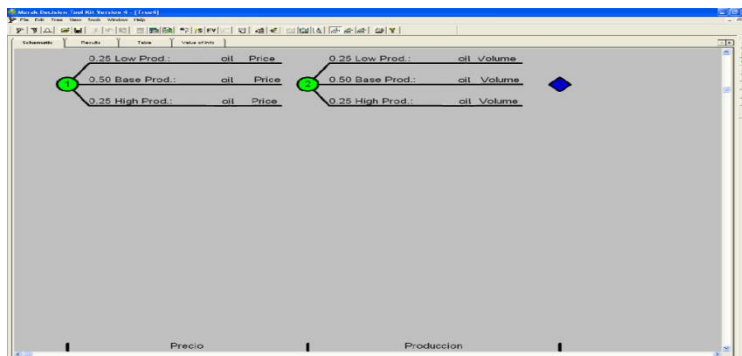 Merak Decision Tool Kit Version 4 - [Tree4]
File Edit Tree View Tools Window Help
Schematic Results Table Value of Info
0.25 Low Prod.: oil Price 0.25 Low Prod.: oil Volume
1 0.50 Base Prod.: oil Price 2 0.50 Base Prod.: oil Volume
0.25 High Prod.: oil Price 0.25 High Prod.: oil Volume
Precio Produccion